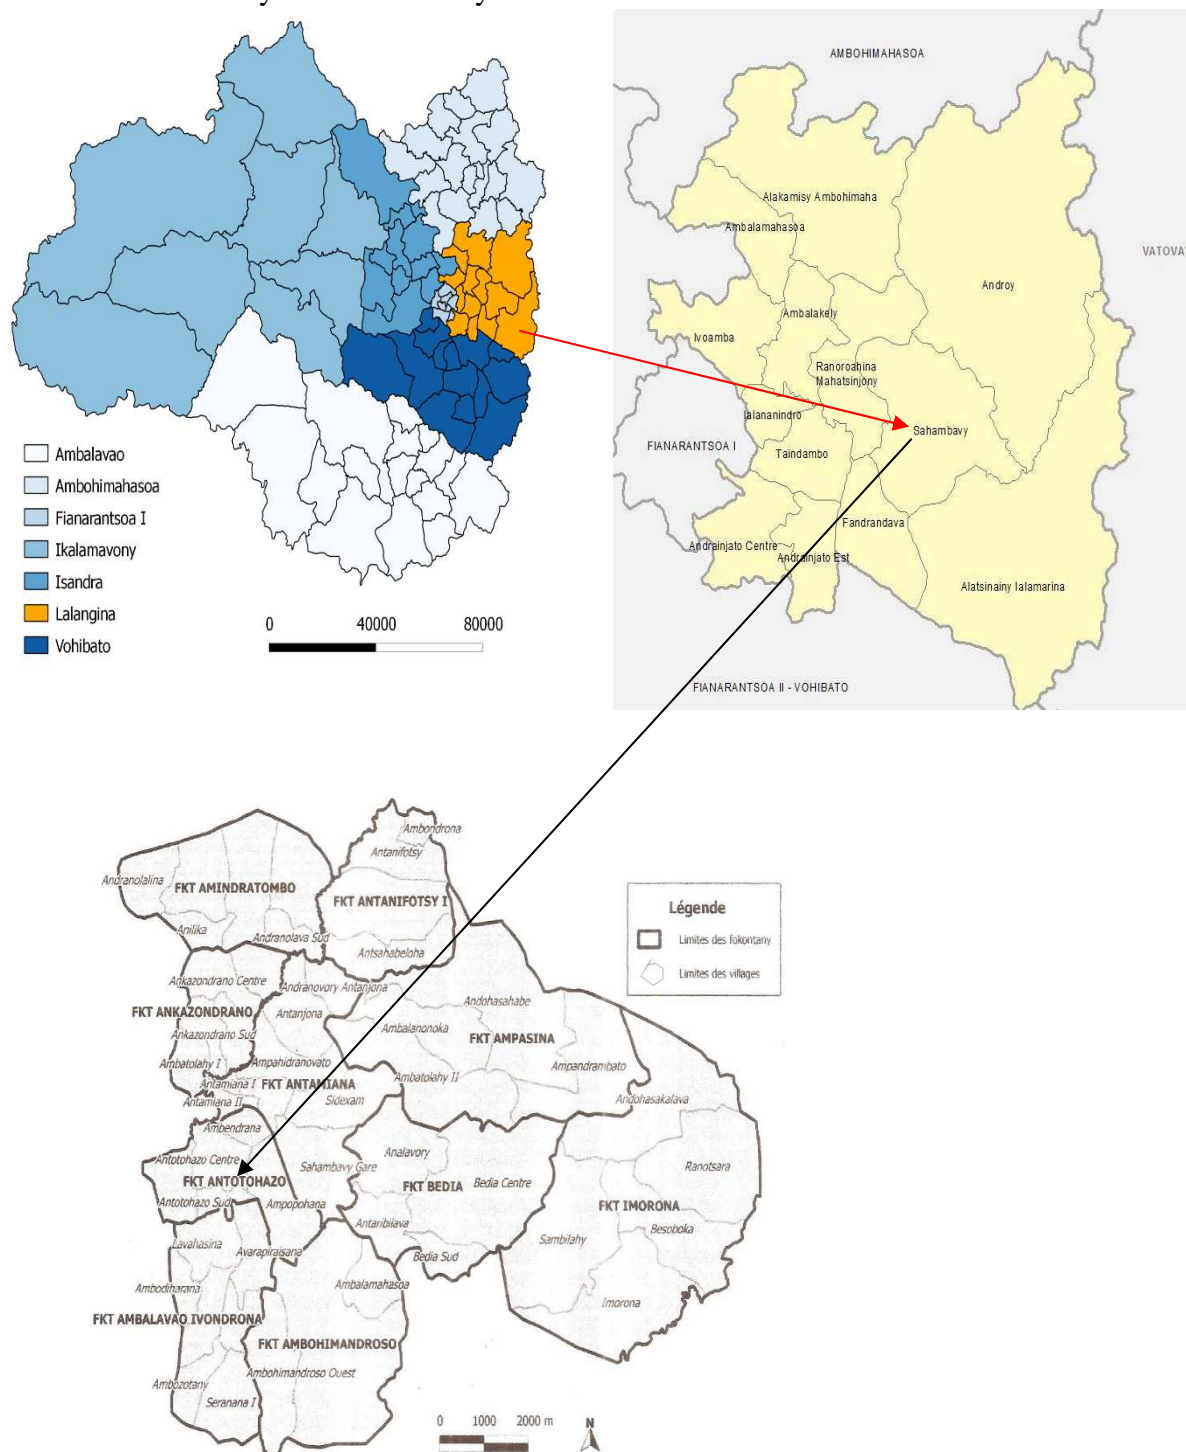 Ambalavao
Ambohimahasoa
Fianarantsoa I
Ikalamavony
Isandra
Lalangina
Vohibato
0 40000 80000
AMBOHIMAHASOA
Alakamisy Ambohimaha
Ambalamahasoa
VATOVA
Androy
Ambalakely
Ivoamba
Ranoroahina
Mahatsinjony
Ialananindro
Sahambavy
FIANARANTSOA I
Taindambo
Fandrandava
Andrainjato Centre
Andrainjato Est
Alatsinainy Ialamarina
FIANARANTSOA II - VOHIBATO
Ambondrona
Antanifotsy
Andranolalina
FKT AMINDRATOMBO
FKT ANTANIFOTSY I
Anilika
Andranolava Sud
Antsahabeloha
Légende
Limites des fokontany
Limites des villages
Ankazondrano Centre
Andranovory Antanjona
Andohasahabe
FKT ANKAZONDRANO
Antanjona
Ankazondrano Sud
Ambalanonoka
FKT AMPASINA
Ambatolahy I
Ampahidranovato
Ampandrambato
Antamiana I
FKT ANTAMIANA
Ambatolahy II
Antamiana II
Sidexam
Andohasakalava
Ambendrana
Antotohazo Centre
Analavory
Sahambavy Gare
Ranotsara
FKT ANTOTOHAZO
FKT BEDIA
Bedia Centre
Antotohazo Sud
Ampopohana
FKT IMORONA
Antaribilava
Besoboka
Lavahasina
Avarapiraisana
Bedia Sud
Sambilahy
Ambodiharana
Ambalamahasoa
Imorona
FKT AMBALAVAO IVONDRONA
FKT AMBOHIMANDROSO
Ambozotany
Ambohimandroso Ouest
Seranana I
0 1000 2000 m
N